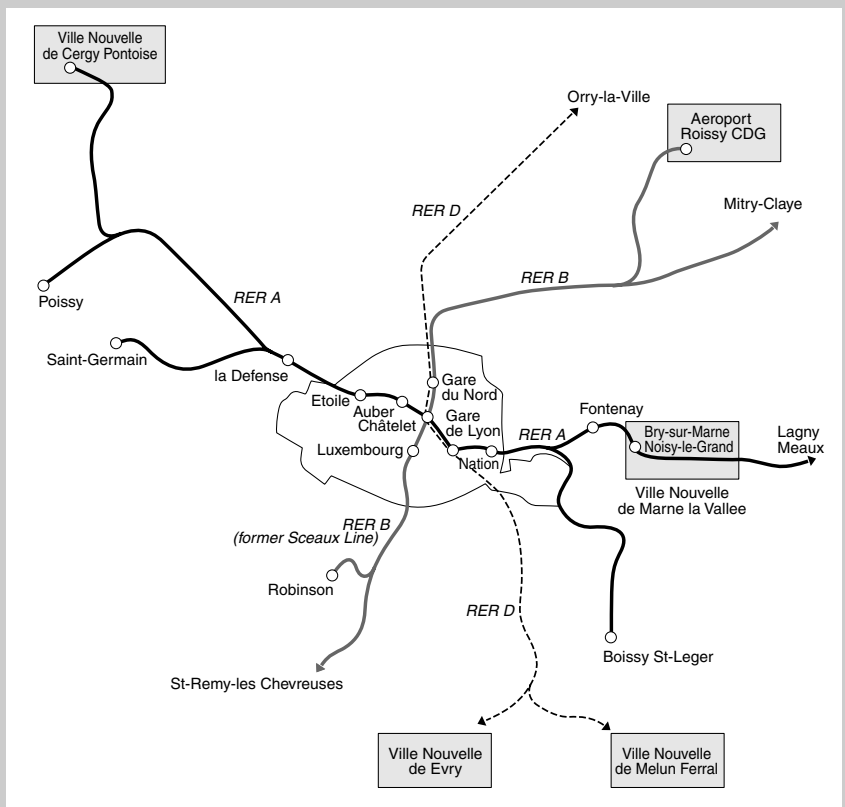 Ville Nouvelle
de Cergy Pontoise
Orry-la-Ville
Aeroport
Roissy CDG
RER D
Mitry-Claye
RER B
RER A
Poissy
Saint-Germain
la Defense
Gare
du Nord
Etoile
Auber
Châtelet
Gare
de Lyon
Fontenay
RER A
Bry-sur-Marne
Noisy-le-Grand
Lagny
Meaux
Luxembourg
Nation
Ville Nouvelle
de Marne la Vallee
RER B
(former Sceaux Line)
Robinson
RER D
Boissy St-Leger
St-Remy-les Chevreuses
Ville Nouvelle
de Evry
Ville Nouvelle
de Melun Ferral